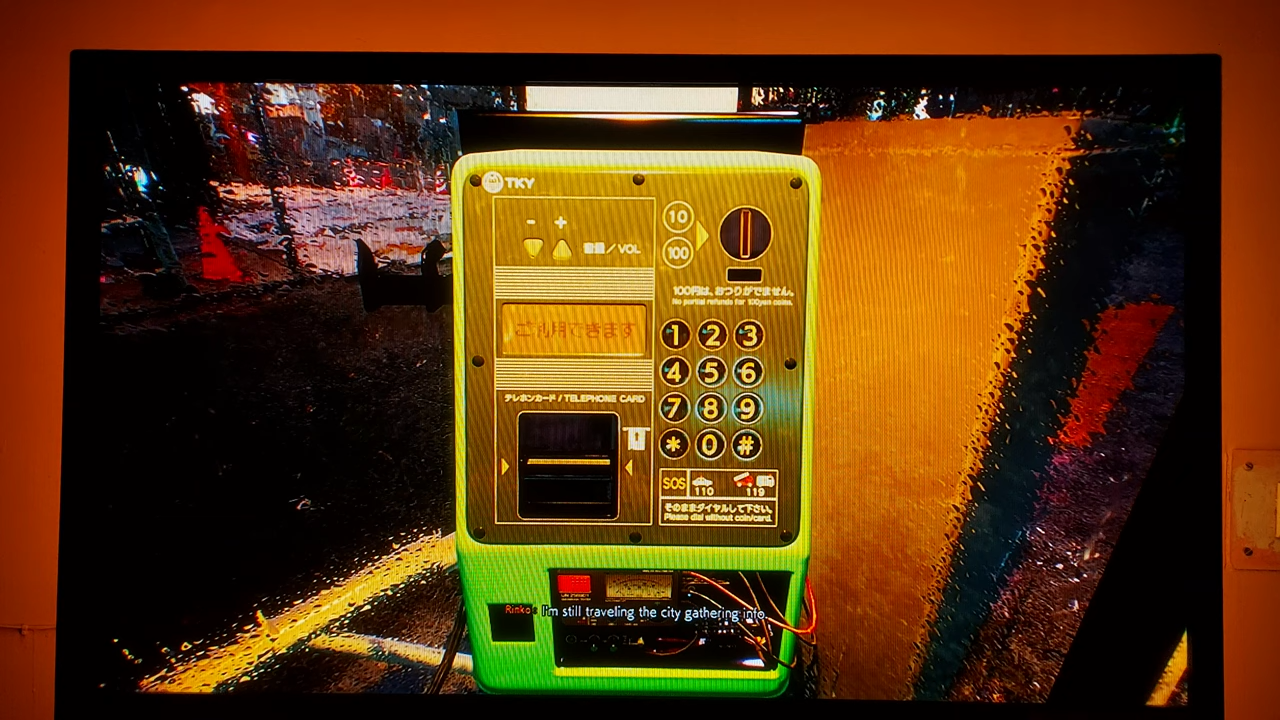 TKY
- +
音量/VOL
10
100
100円は、おつりがでません。
No partial refunds for 100yen coins.
ご利用できます
1 2 3
4 5 6
7 8 9
* 0 #
テレホンカード / TELEPHONE CARD
SOS 110 119
そのままダイヤルして下さい。
Please dial without coin/card.
Rinko: I'm still traveling the city gathering info.